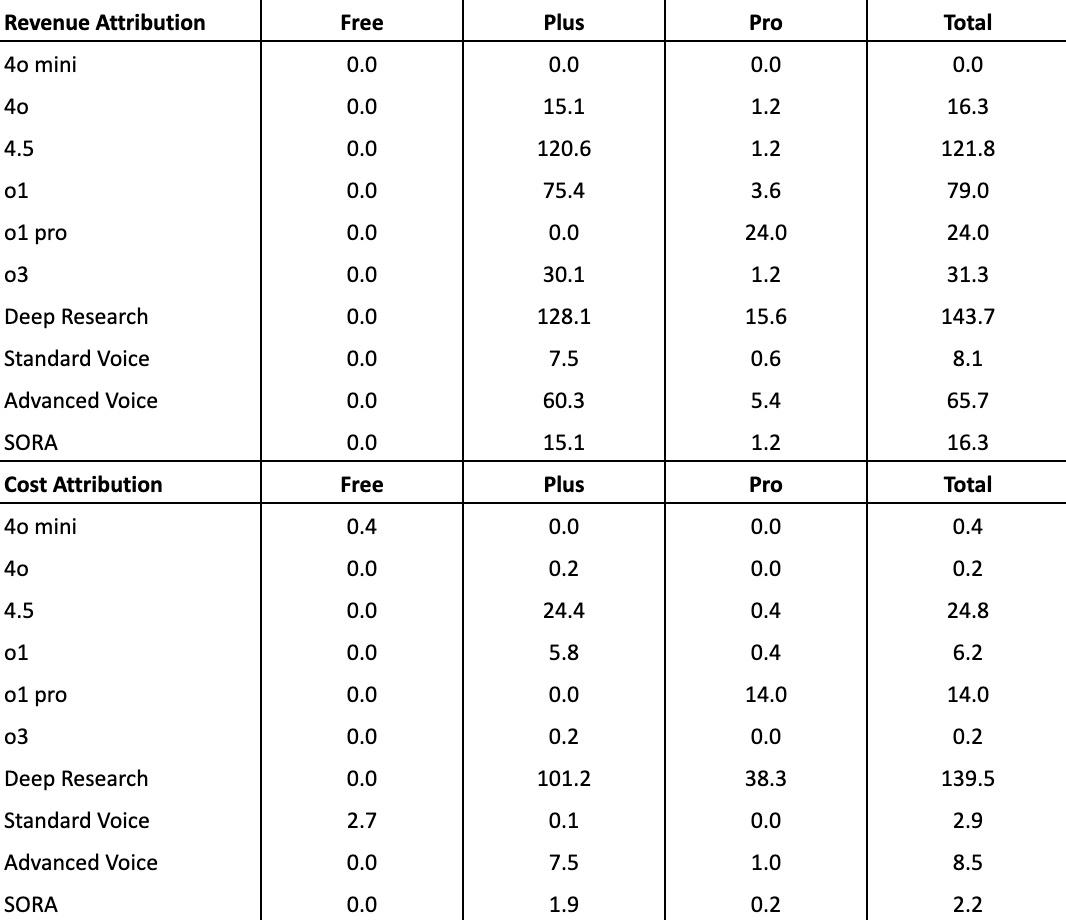 Revenue Attribution Free Plus Pro Total
4o mini 0.0 0.0 0.0 0.0
4o 0.0 15.1 1.2 16.3
4.5 0.0 120.6 1.2 121.8
o1 0.0 75.4 3.6 79.0
o1 pro 0.0 0.0 24.0 24.0
o3 0.0 30.1 1.2 31.3
Deep Research 0.0 128.1 15.6 143.7
Standard Voice 0.0 7.5 0.6 8.1
Advanced Voice 0.0 60.3 5.4 65.7
SORA 0.0 15.1 1.2 16.3
Cost Attribution Free Plus Pro Total
4o mini 0.4 0.0 0.0 0.4
4o 0.0 0.2 0.0 0.2
4.5 0.0 24.4 0.4 24.8
o1 0.0 5.8 0.4 6.2
o1 pro 0.0 0.0 14.0 14.0
o3 0.0 0.2 0.0 0.2
Deep Research 0.0 101.2 38.3 139.5
Standard Voice 2.7 0.1 0.0 2.9
Advanced Voice 0.0 7.5 1.0 8.5
SORA 0.0 1.9 0.2 2.2